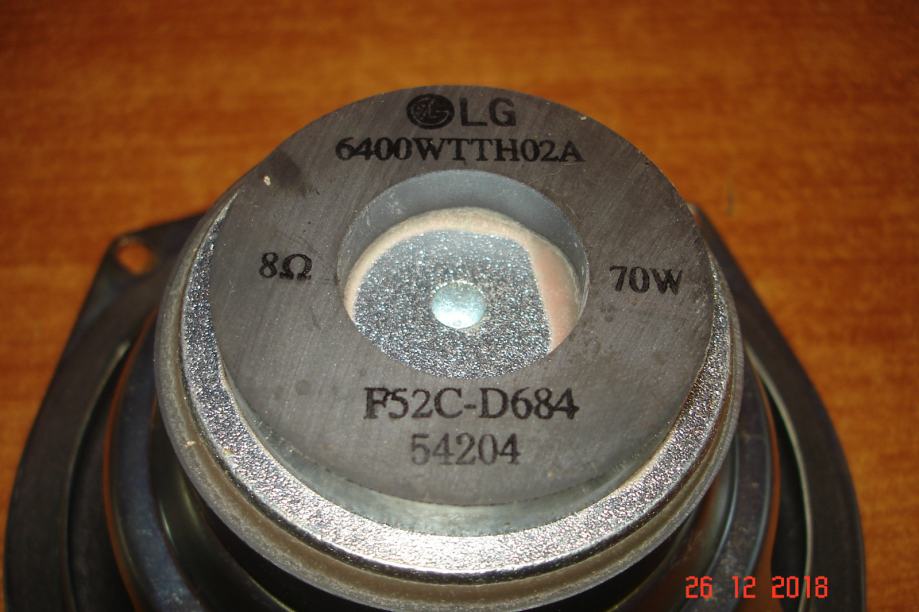 LG
6400WTTH02A
8Ω 70W
F52C-D684
54204
26 12 2018